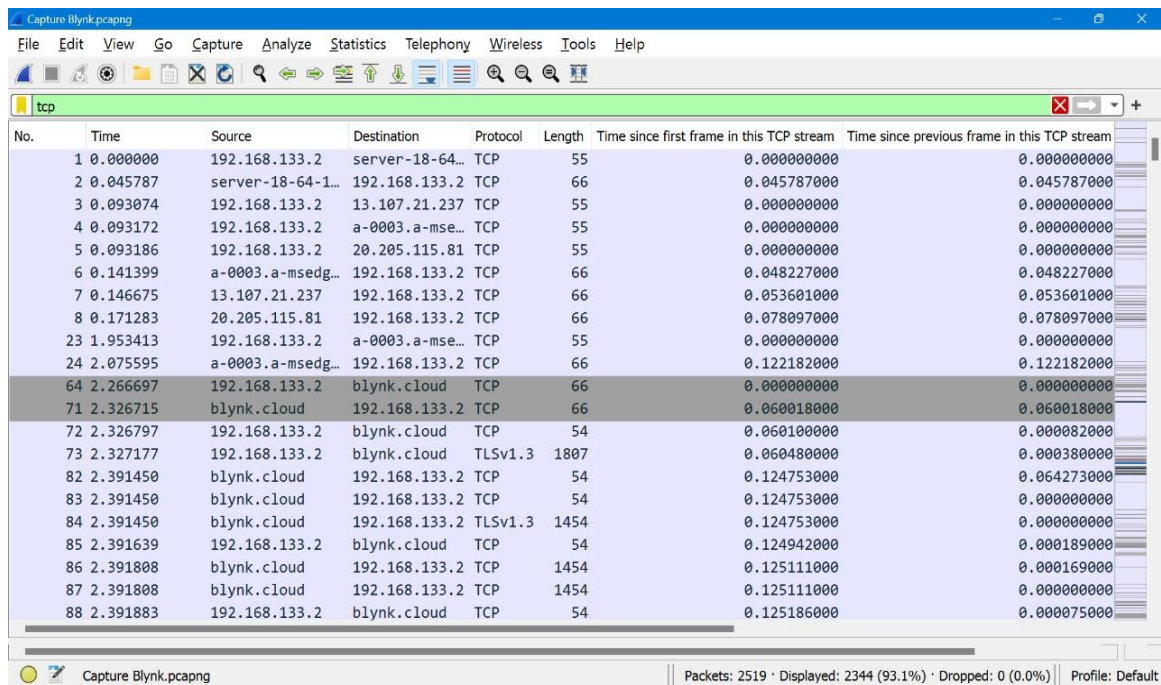 Capture Blynk.pcapng
File Edit View Go Capture Analyze Statistics Telephony Wireless Tools Help
tcp
No. Time Source Destination Protocol Length Time since first frame in this TCP stream Time since previous frame in this TCP stream
1 0.000000 192.168.133.2 server-18-64… TCP 55 0.000000000 0.000000000
2 0.045787 server-18-64-1… 192.168.133.2 TCP 66 0.045787000 0.045787000
3 0.093074 192.168.133.2 13.107.21.237 TCP 55 0.000000000 0.000000000
4 0.093172 192.168.133.2 a-0003.a-mse… TCP 55 0.000000000 0.000000000
5 0.093186 192.168.133.2 20.205.115.81 TCP 55 0.000000000 0.000000000
6 0.141399 a-0003.a-msedg… 192.168.133.2 TCP 66 0.048227000 0.048227000
7 0.146675 13.107.21.237 192.168.133.2 TCP 66 0.053601000 0.053601000
8 0.171283 20.205.115.81 192.168.133.2 TCP 66 0.078097000 0.078097000
23 1.953413 192.168.133.2 a-0003.a-mse… TCP 55 0.000000000 0.000000000
24 2.075595 a-0003.a-msedg… 192.168.133.2 TCP 66 0.122182000 0.122182000
64 2.266697 192.168.133.2 blynk.cloud TCP 66 0.000000000 0.000000000
71 2.326715 blynk.cloud 192.168.133.2 TCP 66 0.060018000 0.060018000
72 2.326797 192.168.133.2 blynk.cloud TCP 54 0.060100000 0.000082000
73 2.327177 192.168.133.2 blynk.cloud TLSv1.3 1807 0.060480000 0.000380000
82 2.391450 blynk.cloud 192.168.133.2 TCP 54 0.124753000 0.064273000
83 2.391450 blynk.cloud 192.168.133.2 TCP 54 0.124753000 0.000000000
84 2.391450 blynk.cloud 192.168.133.2 TLSv1.3 1454 0.124753000 0.000000000
85 2.391639 192.168.133.2 blynk.cloud TCP 54 0.124942000 0.000189000
86 2.391808 blynk.cloud 192.168.133.2 TCP 1454 0.125111000 0.000169000
87 2.391808 blynk.cloud 192.168.133.2 TCP 1454 0.125111000 0.000000000
88 2.391883 192.168.133.2 blynk.cloud TCP 54 0.125186000 0.000075000
Capture Blynk.pcapng Packets: 2519 · Displayed: 2344 (93.1%) · Dropped: 0 (0.0%) Profile: Default